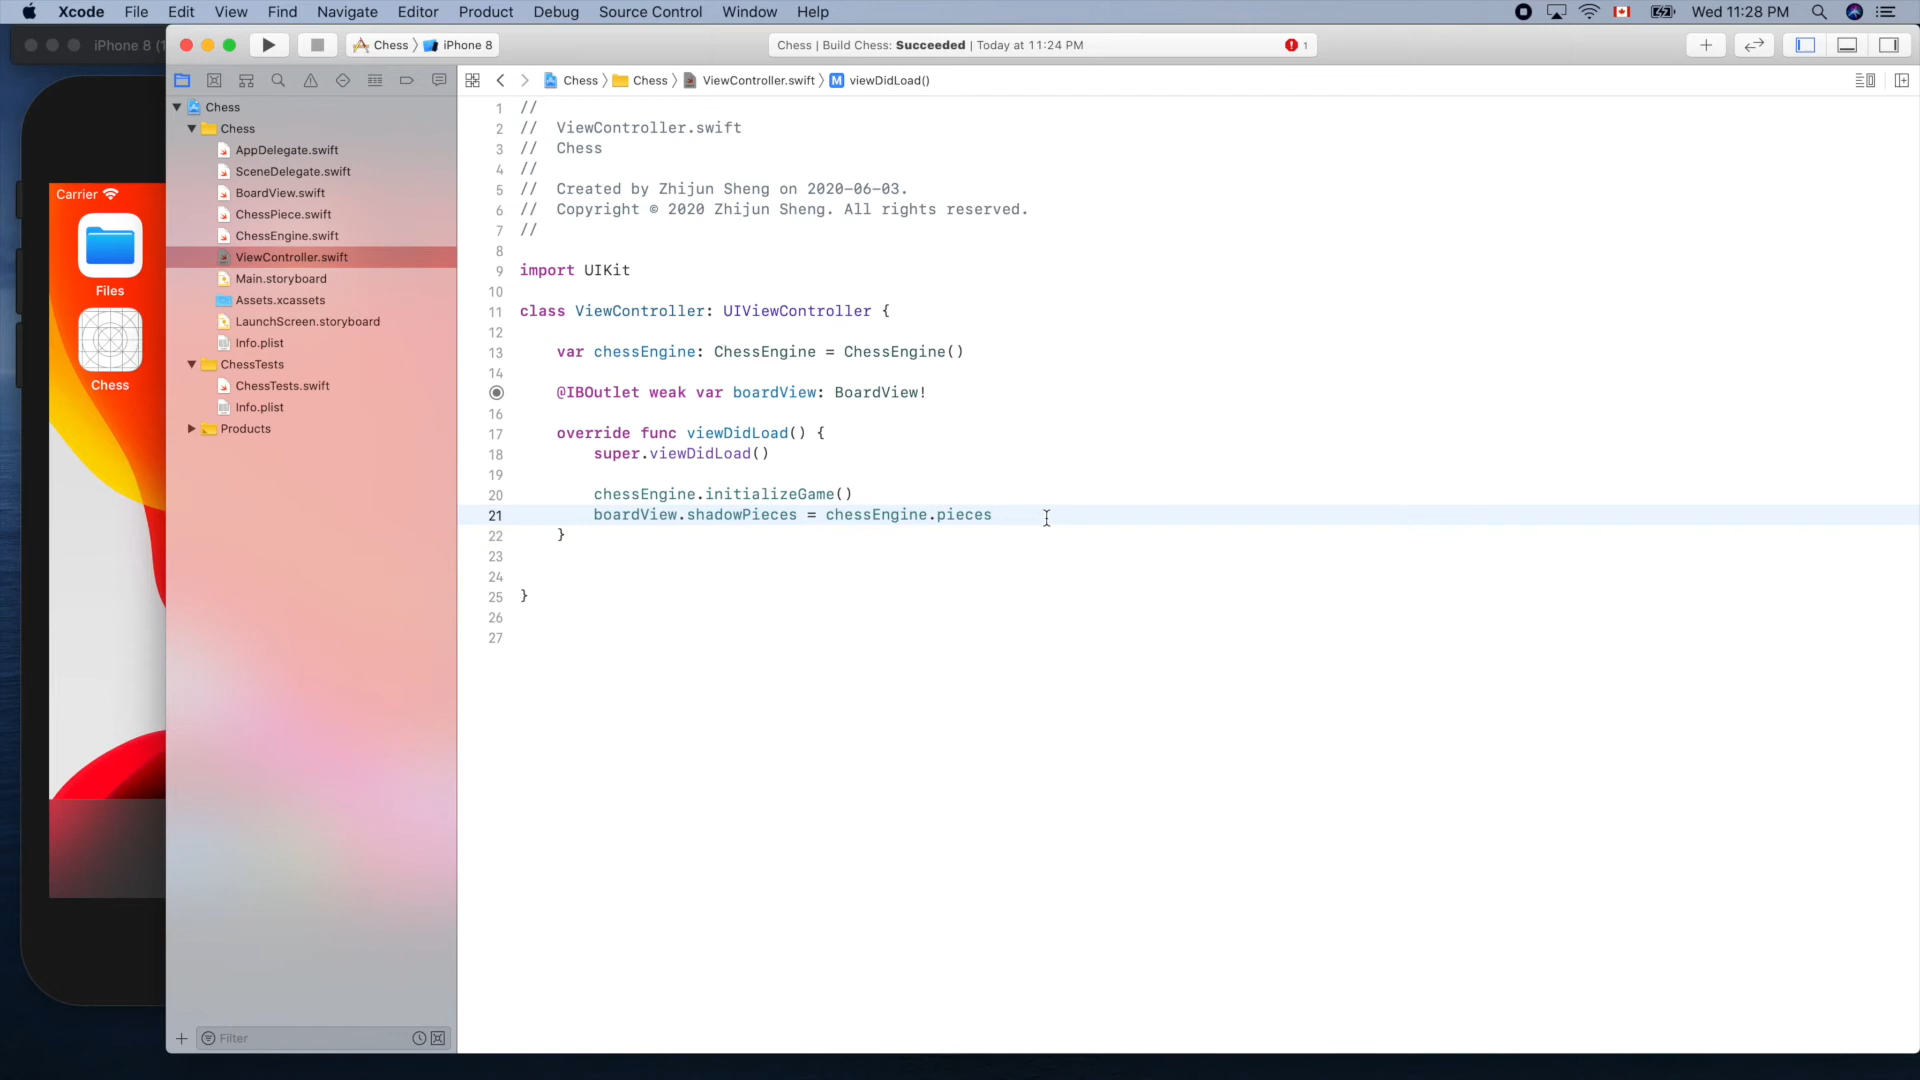 Xcode File Edit View Find Navigate Editor Product Debug Source Control Window Help Wed 11:28 PM
iPhone 8 (1
Chess iPhone 8 Chess | Build Chess: Succeeded | Today at 11:24 PM 1
Chess Chess ViewController.swift M viewDidLoad()
Carrier
Files
Chess
Chess
Chess
AppDelegate.swift
SceneDelegate.swift
BoardView.swift
ChessPiece.swift
ChessEngine.swift
ViewController.swift
Main.storyboard
Assets.xcassets
LaunchScreen.storyboard
Info.plist
ChessTests
ChessTests.swift
Info.plist
Products
Filter
1 //
2 //  ViewController.swift
3 //  Chess
4 //
5 //  Created by Zhijun Sheng on 2020-06-03.
6 //  Copyright © 2020 Zhijun Sheng. All rights reserved.
7 //
8
9 import UIKit
10
11 class ViewController: UIViewController {
12
13 var chessEngine: ChessEngine = ChessEngine()
14
@IBOutlet weak var boardView: BoardView!
16
17 override func viewDidLoad() {
18 super.viewDidLoad()
19
20 chessEngine.initializeGame()
21 boardView.shadowPieces = chessEngine.pieces
22 }
23
24
25 }
26
27